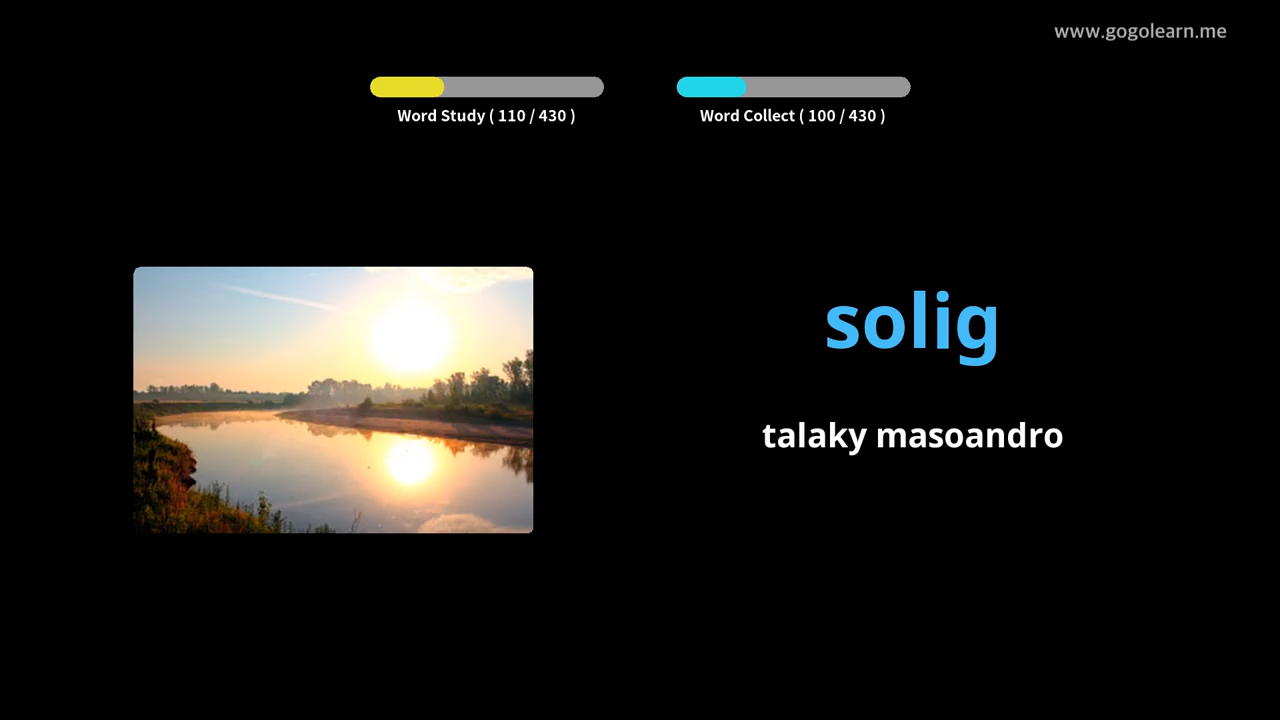 www.gogolearn.me
Word Study ( 110 / 430 )
Word Collect ( 100 / 430 )
solig
talaky masoandro